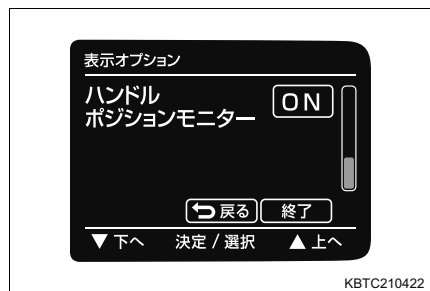 表示オプション
ハンドル
ポジションモニター ON
戻る 終了
▼ 下へ 決定 / 選択 ▲ 上へ
KBTC210422